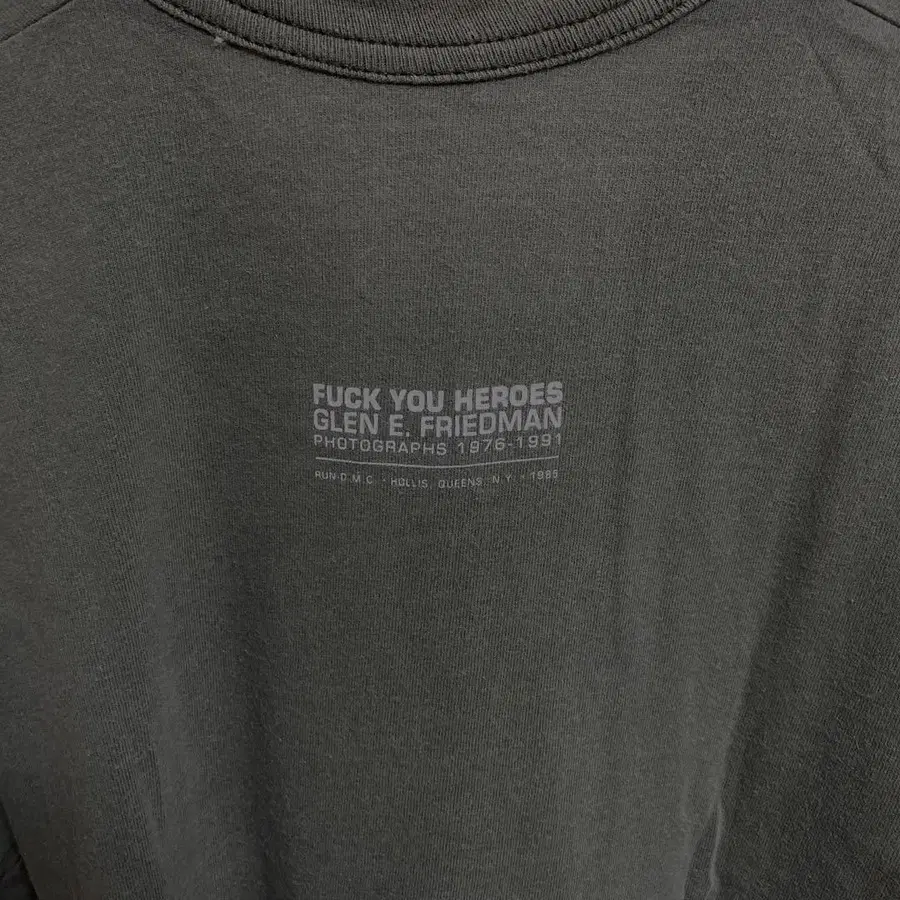 FUCK YOU HEROES
GLEN E. FRIEDMAN
PHOTOGRAPHS 1976-1991
RUN-D.M.C. · HOLLIS, QUEENS, N.Y. · 1985